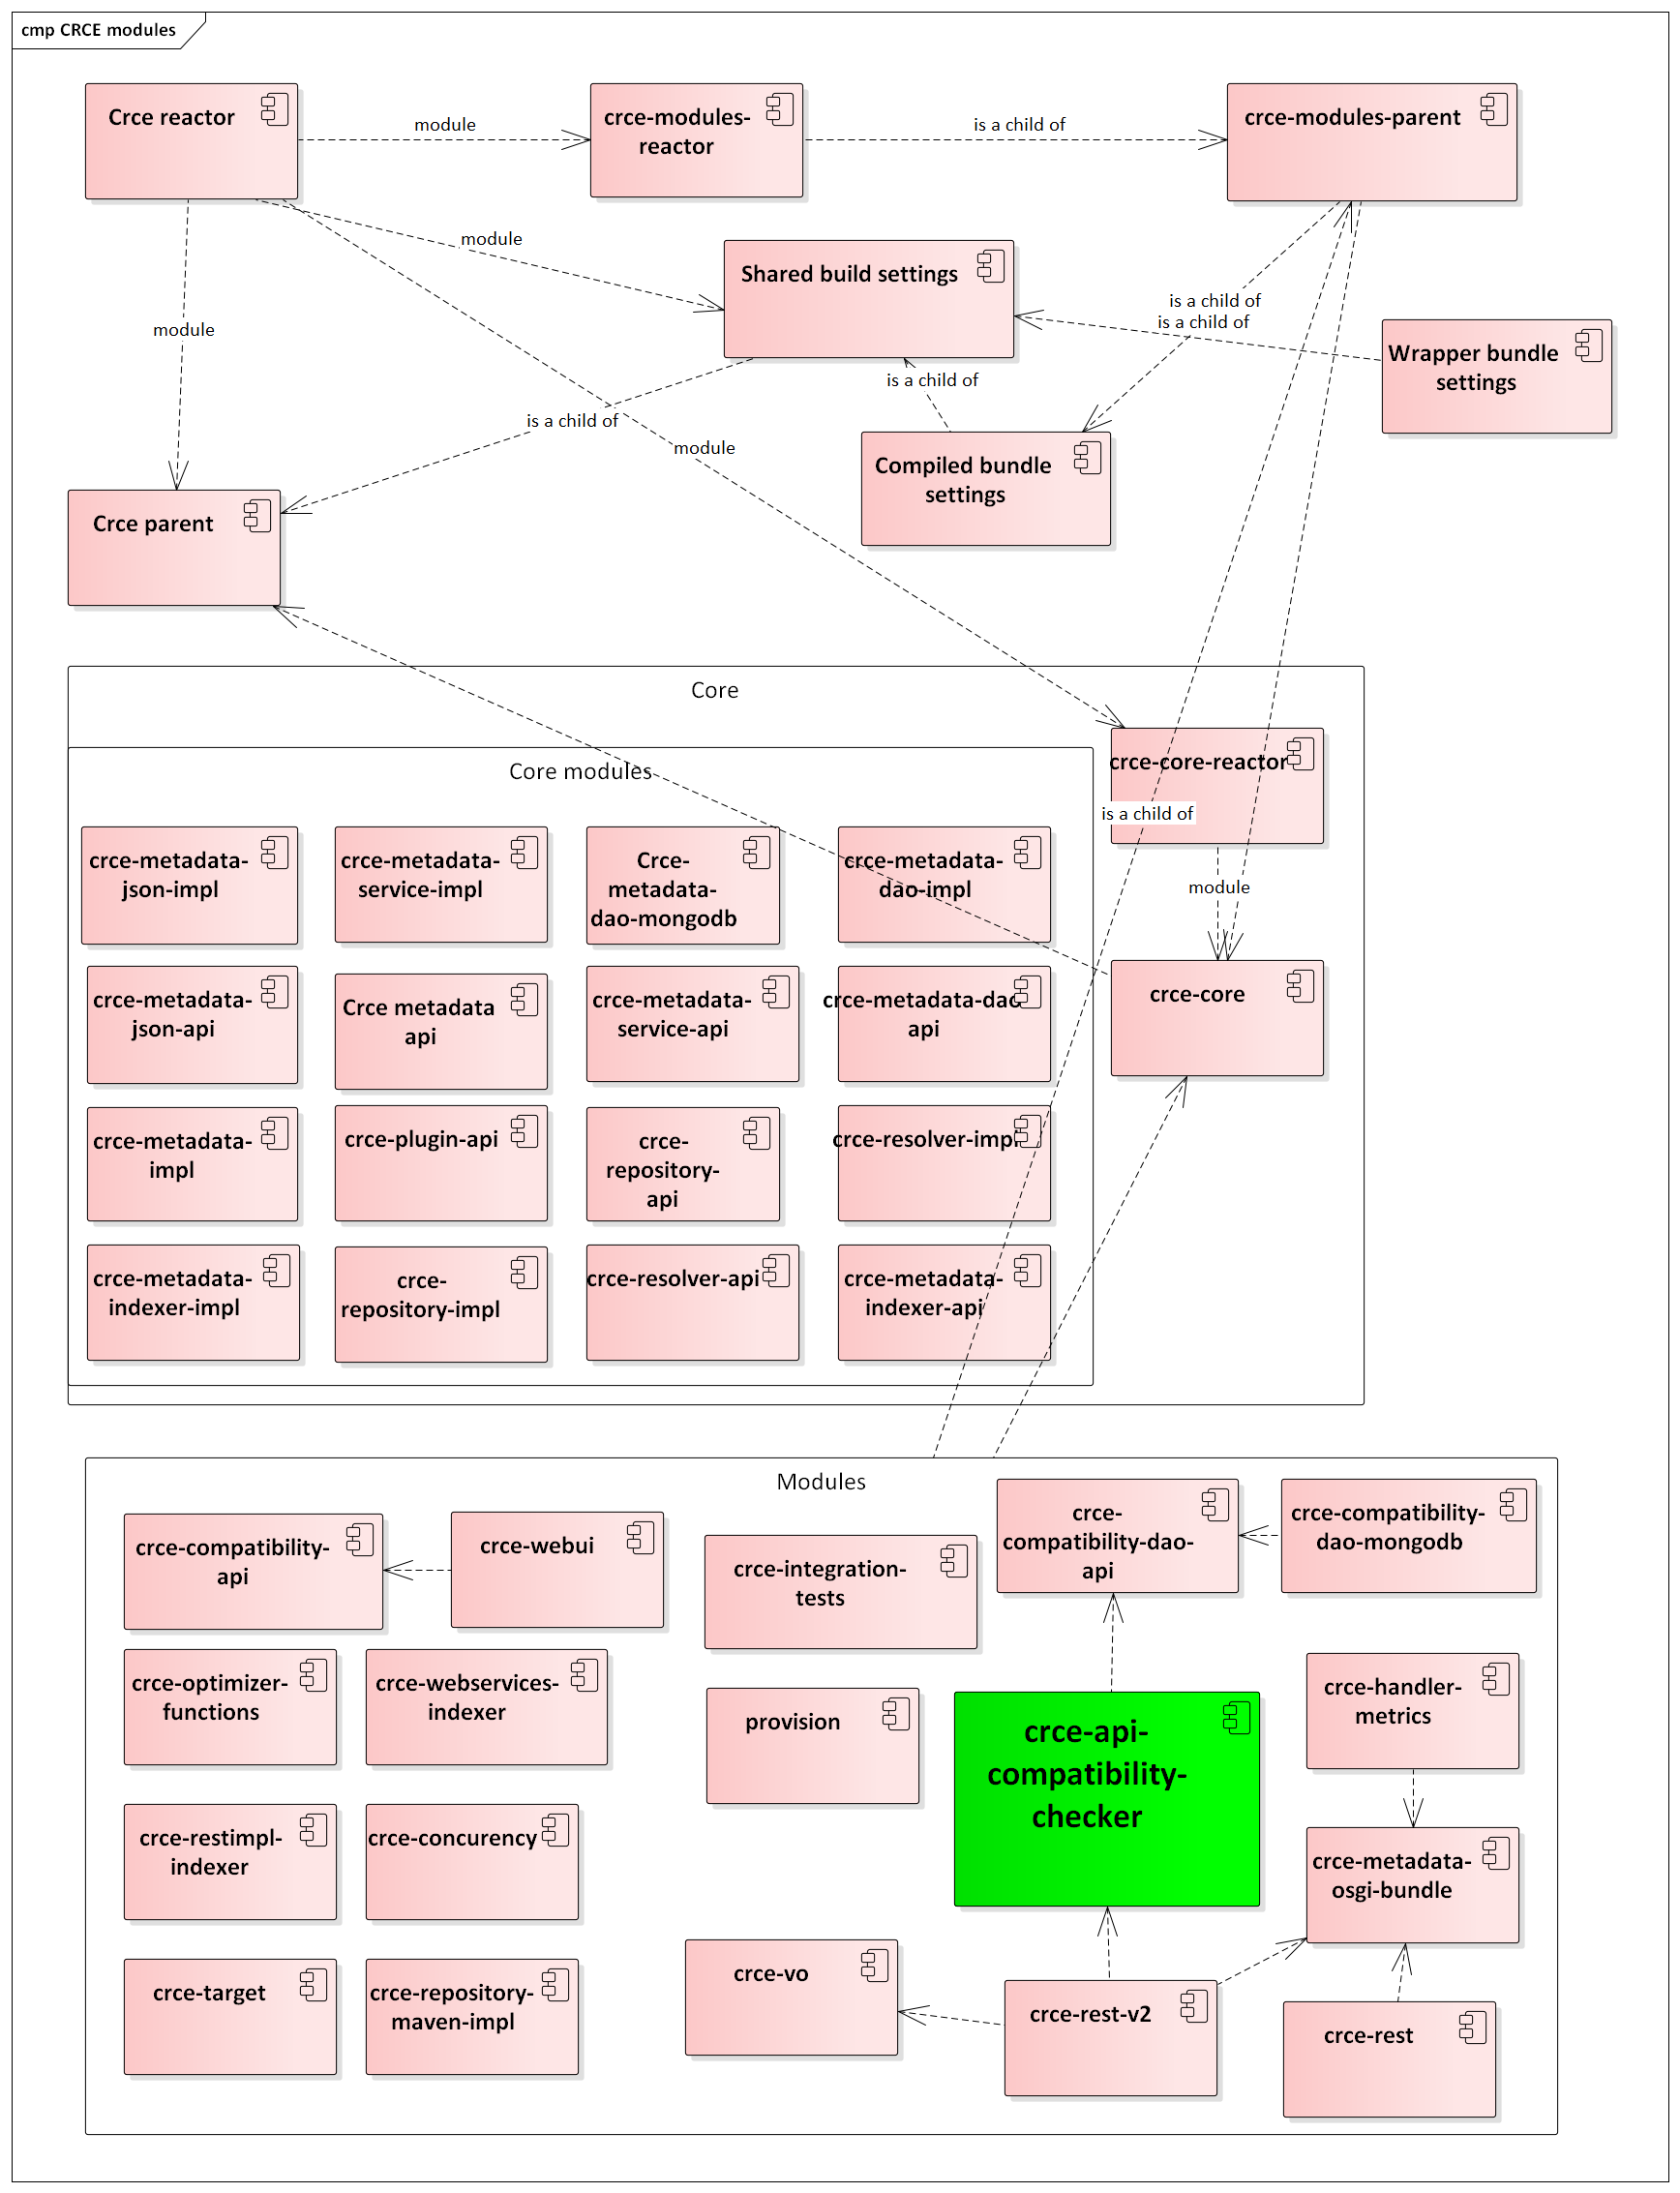 cmp CRCE modules
Crce reactor
module
crce-modules-
reactor
is a child of
crce-modules-parent
module
Shared build settings
module
is a child of
is a child of
Wrapper bundle
settings
is a child of
is a child of
module
Compiled bundle
settings
Crce parent
Core
crce-core-reactor
Core modules
is a child of
crce-metadata-
json-impl
crce-metadata-
service-impl
Crce-
metadata-
dao-mongodb
crce-metadata-
dao-impl
module
crce-metadata-
json-api
Crce metadata
api
crce-metadata-
service-api
crce-metadata-dao
api
crce-core
crce-metadata-
impl
crce-plugin-api
crce-
repository-
api
crce-resolver-impl
crce-metadata-
indexer-impl
crce-
repository-impl
crce-resolver-api
crce-metadata-
indexer-api
Modules
crce-compatibility-
api
crce-webui
crce-integration-
tests
crce-
compatibility-dao-
api
crce-compatibility-
dao-mongodb
crce-optimizer-
functions
crce-webservices-
indexer
provision
crce-api-
compatibility-
checker
crce-handler-
metrics
crce-restimpl-
indexer
crce-concurency
crce-metadata-
osgi-bundle
crce-target
crce-repository-
maven-impl
crce-vo
crce-rest-v2
crce-rest